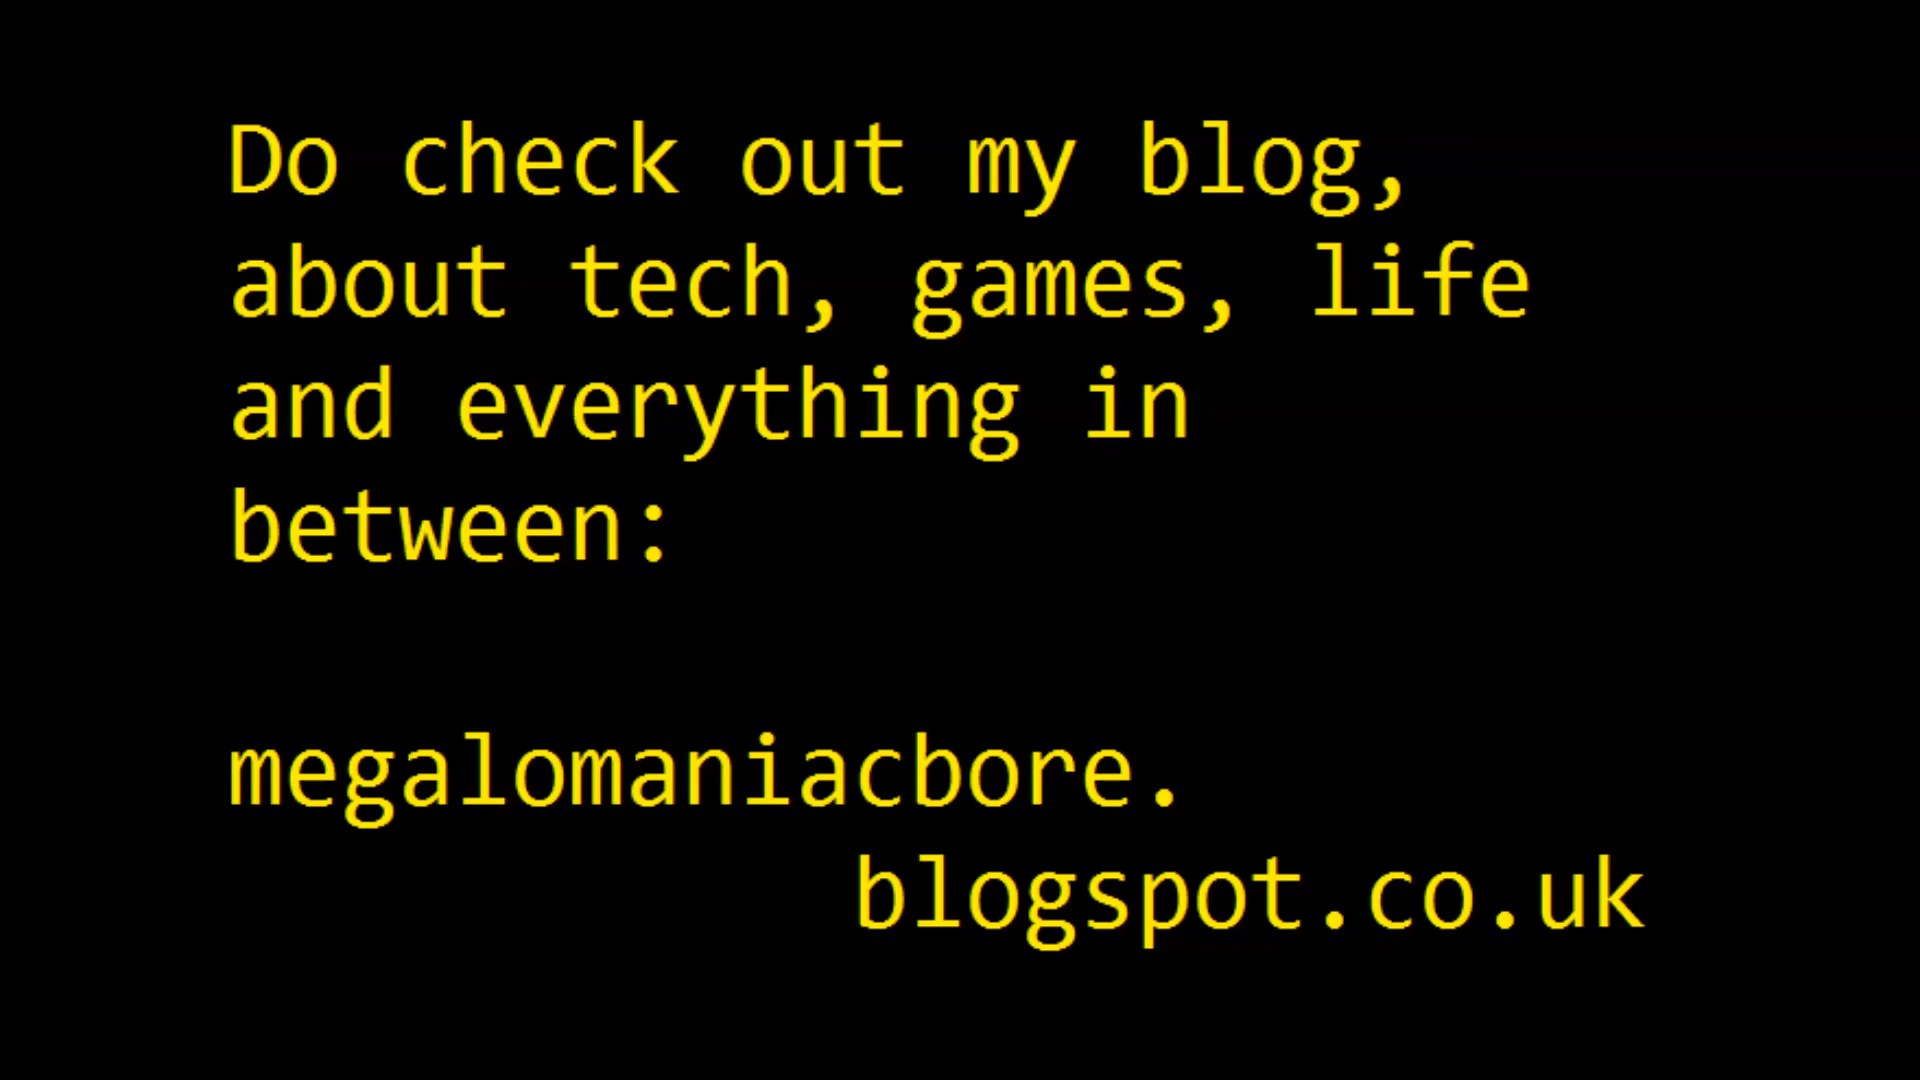 Do check out my blog,
about tech, games, life
and everything in
between:
megalomaniacbore.
blogspot.co.uk